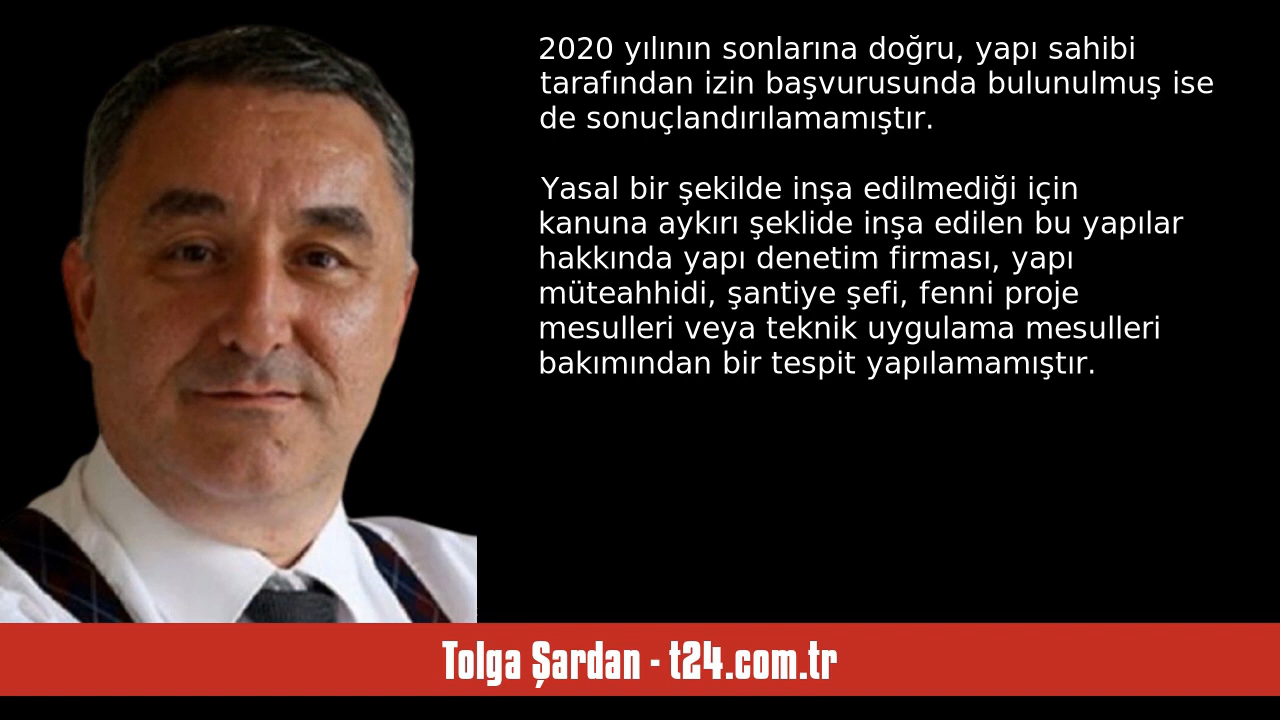 2020 yılının sonlarına doğru, yapı sahibi
tarafından izin başvurusunda bulunulmuş ise
de sonuçlandırılamamıştır.
Yasal bir şekilde inşa edilmediği için
kanuna aykırı şeklide inşa edilen bu yapılar
hakkında yapı denetim firması, yapı
müteahhidi, şantiye şefi, fenni proje
mesulleri veya teknik uygulama mesulleri
bakımından bir tespit yapılamamıştır.
Tolga Şardan - t24.com.tr